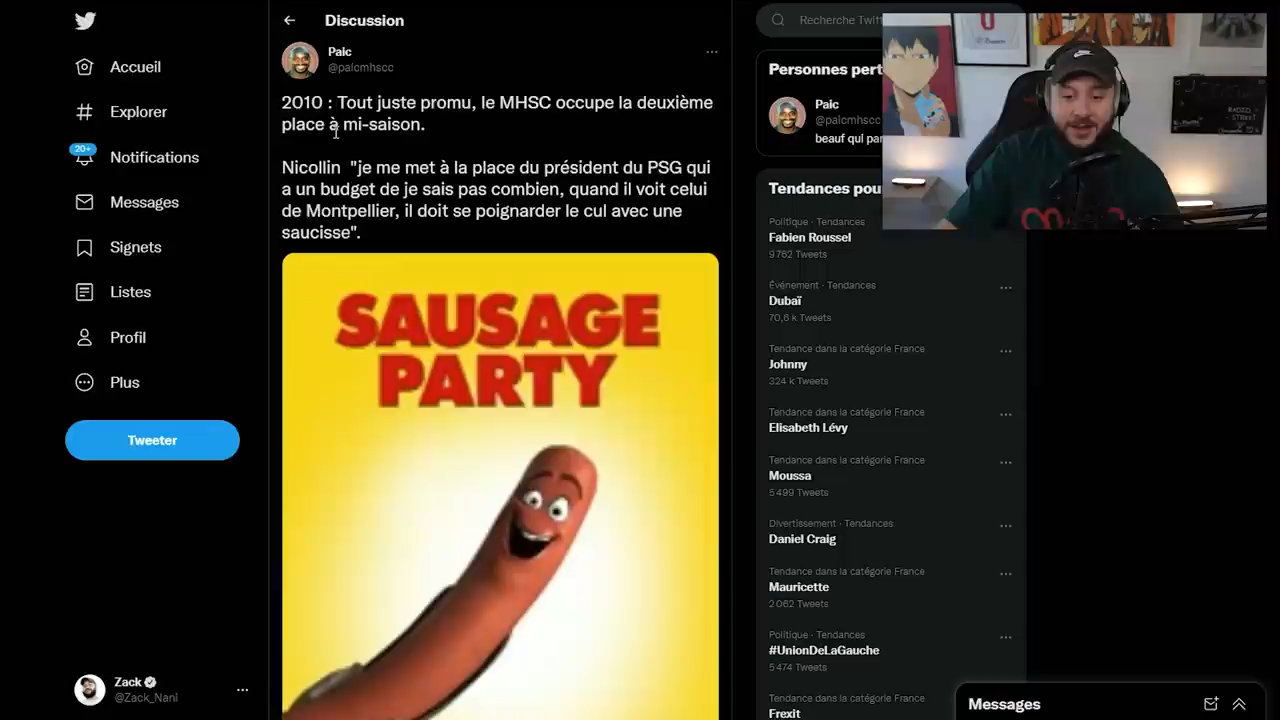 Accueil
Explorer
20+
Notifications
Messages
Signets
Listes
Profil
Plus
Tweeter
Zack
@Zack_Nani
Discussion
Paic
@paicmhscc
2010 : Tout juste promu, le MHSC occupe la deuxième
place à mi-saison.
Nicollin "je me met à la place du président du PSG qui
a un budget de je sais pas combien, quand il voit celui
de Montpellier, il doit se poignarder le cul avec une
saucisse".
SAUSAGE
PARTY
Recherche Twit
Personnes pert
Paic
@paicmhscc
beauf qui par
Tendances pou
Politique · Tendances
Fabien Roussel
9 762 Tweets
Événement · Tendances
Dubaï
70,6 k Tweets
Tendance dans la catégorie France
Johnny
324 k Tweets
Tendance dans la catégorie France
Elisabeth Lévy
Tendance dans la catégorie France
Moussa
5 499 Tweets
Divertissement · Tendances
Daniel Craig
Tendance dans la catégorie France
Mauricette
2 062 Tweets
Politique · Tendances
#UnionDeLaGauche
5 474 Tweets
Tendance dans la catégorie France
Frexit
Messages
RADIO
STREET